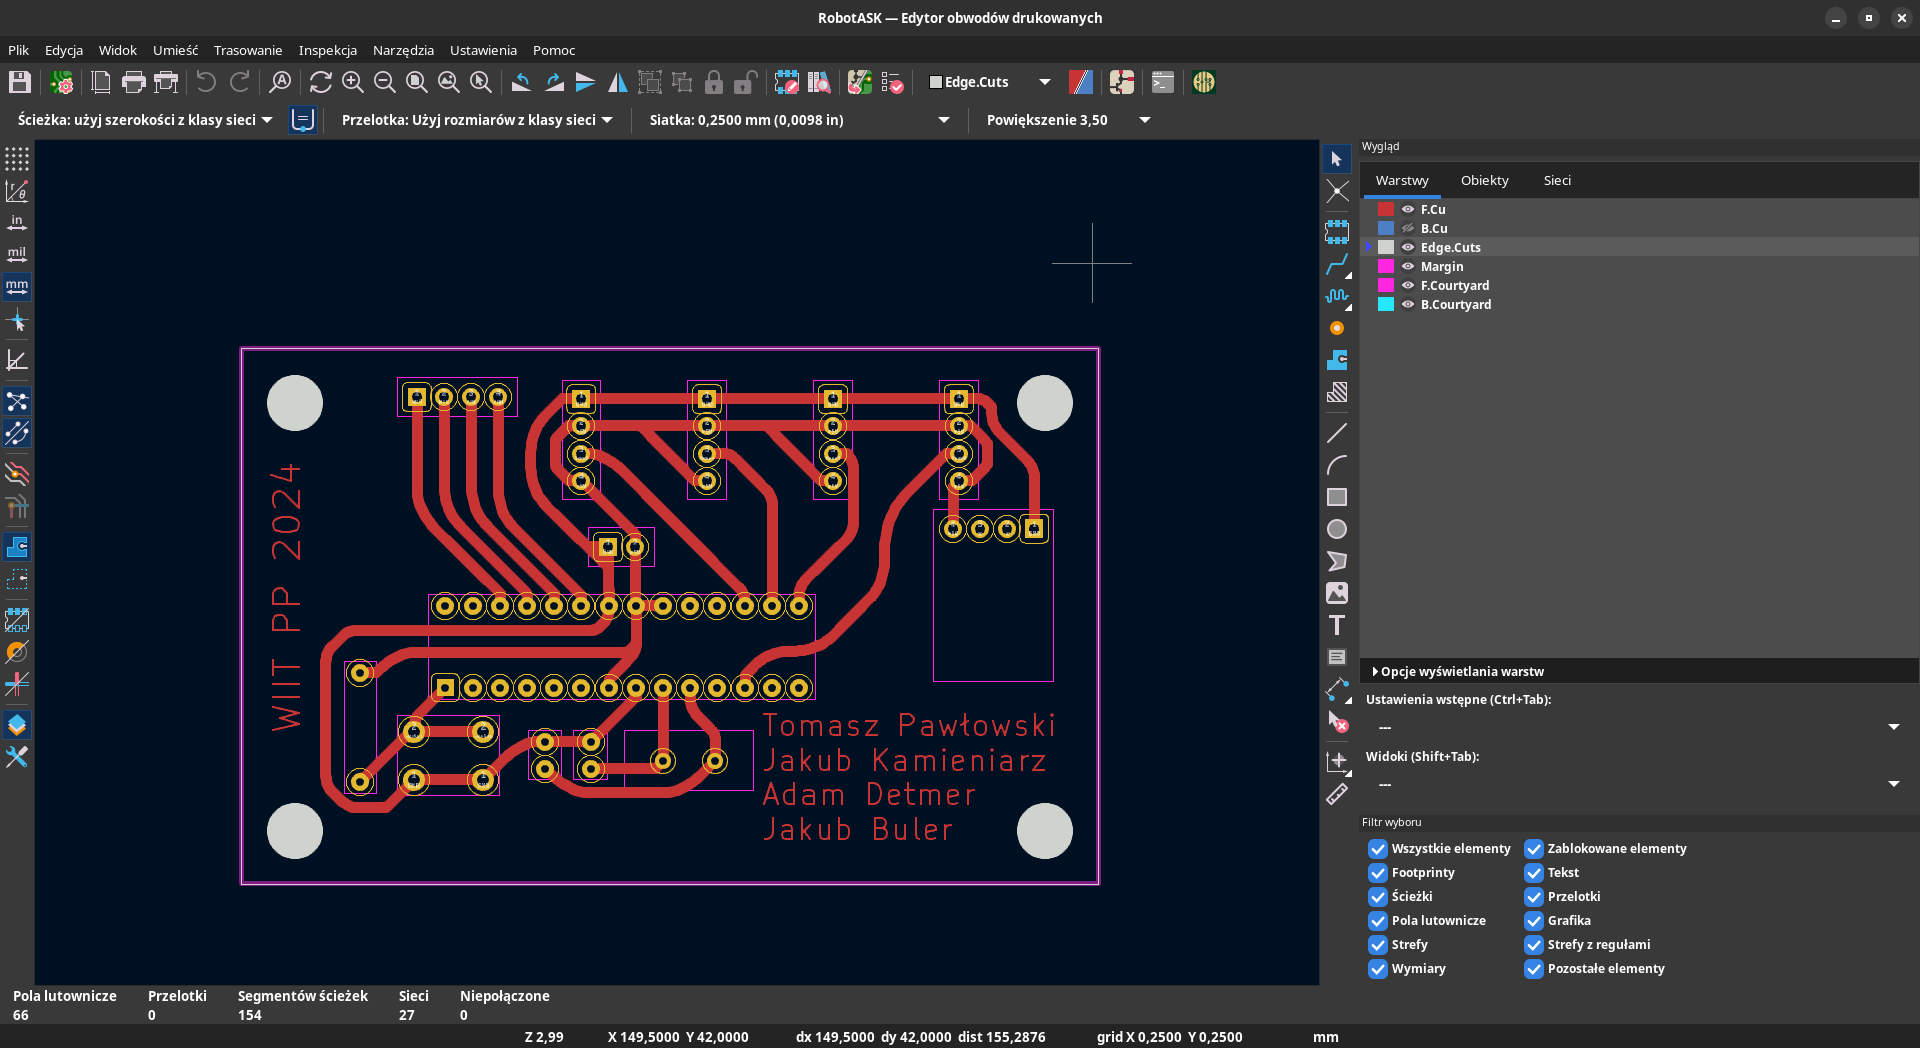 RobotASK — Edytor obwodów drukowanych
Plik Edycja Widok Umieść Trasowanie Inspekcja Narzędzia Ustawienia Pomoc
Edge.Cuts
Ścieżka: użyj szerokości z klasy sieci Przelotka: Użyj rozmiarów z klasy sieci Siatka: 0,2500 mm (0,0098 in) Powiększenie 3,50
in
mil
mm
WIIT PP 2024
Tomasz Pawłowski
Jakub Kamieniarz
Adam Detmer
Jakub Buler
Wygląd
Warstwy Obiekty Sieci
F.Cu
B.Cu
Edge.Cuts
Margin
F.Courtyard
B.Courtyard
Opcje wyświetlania warstw
Ustawienia wstępne (Ctrl+Tab):
---
Widoki (Shift+Tab):
---
Filtr wyboru
Wszystkie elementy Zablokowane elementy
Footprinty Tekst
Ścieżki Przelotki
Pola lutownicze Grafika
Strefy Strefy z regułami
Wymiary Pozostałe elementy
Pola lutownicze Przelotki Segmentów ścieżek Sieci Niepołączone
66 0 154 27 0
Z 2,99 X 149,5000 Y 42,0000 dx 149,5000 dy 42,0000 dist 155,2876 grid X 0,2500 Y 0,2500 mm